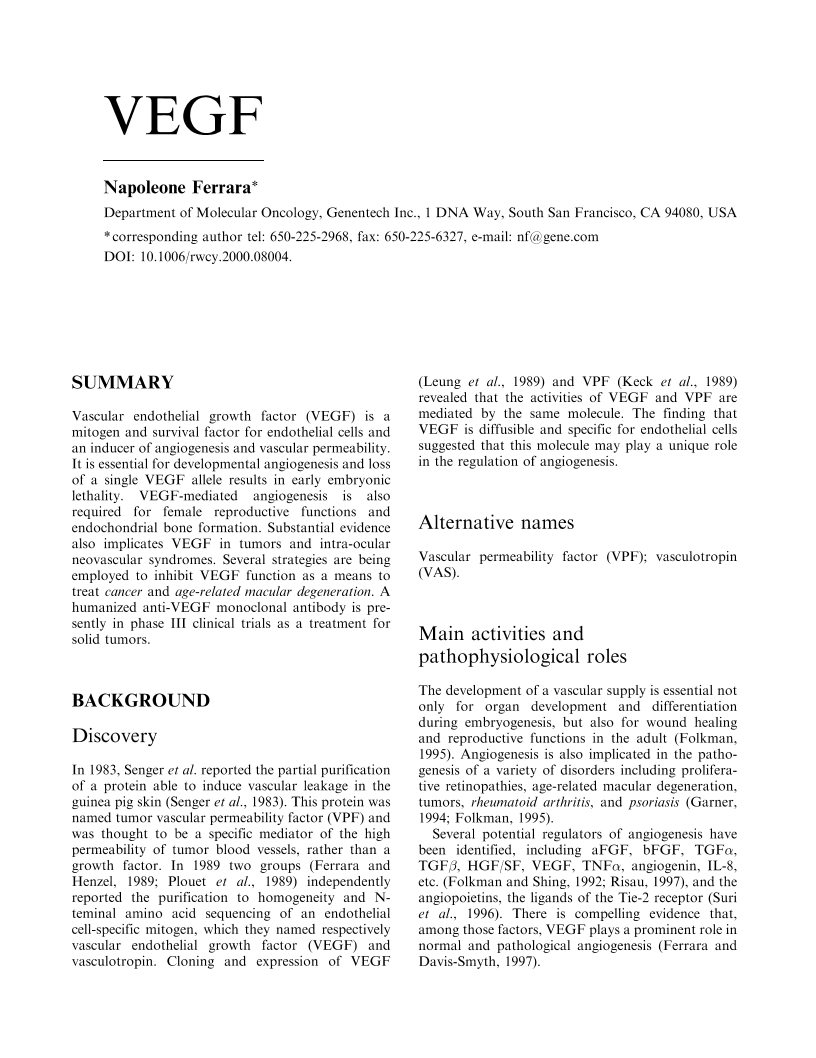 VEGF
Napoleone Ferrara*
Department of Molecular Oncology, Genentech Inc., 1 DNA Way, South San Francisco, CA 94080, USA
*corresponding author tel: 650-225-2968, fax: 650-225-6327, e-mail: nf@gene.com
DOI: 10.1006/rwcy.2000.08004.
SUMMARY
Vascular endothelial growth factor (VEGF) is a
mitogen and survival factor for endothelial cells and
an inducer of angiogenesis and vascular permeability.
It is essential for developmental angiogenesis and loss
of a single VEGF allele results in early embryonic
lethality. VEGF-mediated angiogenesis is also
required for female reproductive functions and
endochondrial bone formation. Substantial evidence
also implicates VEGF in tumors and intra-ocular
neovascular syndromes. Several strategies are being
employed to inhibit VEGF function as a means to
treat cancer and age-related macular degeneration. A
humanized anti-VEGF monoclonal antibody is pre-
sently in phase III clinical trials as a treatment for
solid tumors.
BACKGROUND
Discovery
In 1983, Senger et al. reported the partial purification
of a protein able to induce vascular leakage in the
guinea pig skin (Senger et al., 1983). This protein was
named tumor vascular permeability factor (VPF) and
was thought to be a specific mediator of the high
permeability of tumor blood vessels, rather than a
growth factor. In 1989 two groups (Ferrara and
Henzel, 1989; Plouet et al., 1989) independently
reported the purification to homogeneity and N-
teminal amino acid sequencing of an endothelial
cell-specific mitogen, which they named respectively
vascular endothelial growth factor (VEGF) and
vasculotropin. Cloning and expression of VEGF
(Leung et al., 1989) and VPF (Keck et al., 1989)
revealed that the activities of VEGF and VPF are
mediated by the same molecule. The finding that
VEGF is diffusible and specific for endothelial cells
suggested that this molecule may play a unique role
in the regulation of angiogenesis.
Alternative names
Vascular permeability factor (VPF); vasculotropin
(VAS).
Main activities and
pathophysiological roles
The development of a vascular supply is essential not
only for organ development and differentiation
during embryogenesis, but also for wound healing
and reproductive functions in the adult (Folkman,
1995). Angiogenesis is also implicated in the patho-
genesis of a variety of disorders including prolifera-
tive retinopathies, age-related macular degeneration,
tumors, rheumatoid arthritis, and psoriasis (Garner,
1994; Folkman, 1995).
Several potential regulators of angiogenesis have
been identified, including aFGF, bFGF, TGFα,
TGFβ, HGF/SF, VEGF, TNFα, angiogenin, IL-8,
etc. (Folkman and Shing, 1992; Risau, 1997), and the
angiopoietins, the ligands of the Tie-2 receptor (Suri
et al., 1996). There is compelling evidence that,
among those factors, VEGF plays a prominent role in
normal and pathological angiogenesis (Ferrara and
Davis-Smyth, 1997).